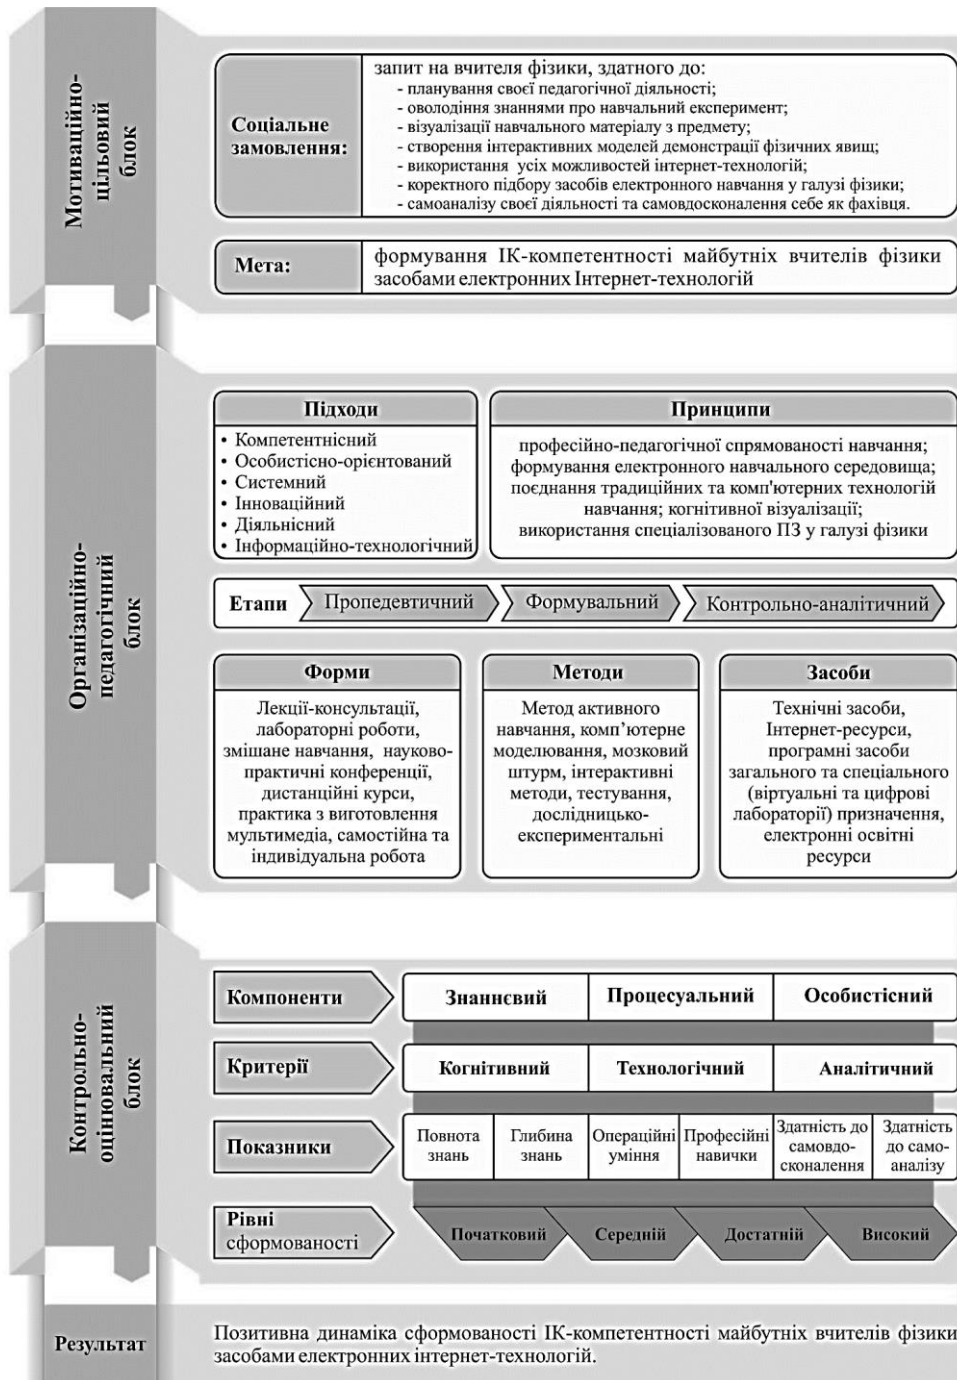 Мотиваційно-
цільовий
блок
Соціальне
замовлення:
запит на вчителя фізики, здатного до:
- планування своєї педагогічної діяльності;
- оволодіння знаннями про навчальний експеримент;
- візуалізації навчального матеріалу з предмету;
- створення інтерактивних моделей демонстрації фізичних явищ;
- використання усіх можливостей інтернет-технологій;
- коректного підбору засобів електронного навчання у галузі фізики;
- самоаналізу своєї діяльності та самовдосконалення себе як фахівця.
Мета:
формування ІК-компетентності майбутніх вчителів фізики
засобами електронних Інтернет-технологій
Організаційно-
педагогічний
блок
Підходи
• Компетентнісний
• Особистісно-орієнтований
• Системний
• Інноваційний
• Діяльнісний
• Інформаційно-технологічний
Принципи
професійно-педагогічної спрямованості навчання;
формування електронного навчального середовища;
поєднання традиційних та комп'ютерних технологій
навчання; когнітивної візуалізації;
використання спеціалізованого ПЗ у галузі фізики
Етапи
Пропедевтичний
Формувальний
Контрольно-аналітичний
Форми
Лекції-консультації,
лабораторні роботи,
змішане навчання, науково-
практичні конференції,
дистанційні курси,
практика з виготовлення
мультимедіа, самостійна та
індивідуальна робота
Методи
Метод активного
навчання, комп’ютерне
моделювання, мозковий
штурм, інтерактивні
методи, тестування,
дослідницько-
експериментальні
Засоби
Технічні засоби,
Інтернет-ресурси,
програмні засоби
загального та спеціального
(віртуальні та цифрові
лабораторії) призначення,
електронні освітні
ресурси
Контрольно-
оцінювальний
блок
Компоненти
Знаннєвий
Процесуальний
Особистісний
Критерії
Когнітивний
Технологічний
Аналітичний
Показники
Повнота
знань
Глибина
знань
Операційні
уміння
Професійні
навички
Здатність до
самовдо-
сконалення
Здатність
до само-
аналізу
Рівні
сформованості
Початковий
Середній
Достатній
Високий
Результат
Позитивна динаміка сформованості ІК-компетентності майбутніх вчителів фізики
засобами електронних інтернет-технологій.